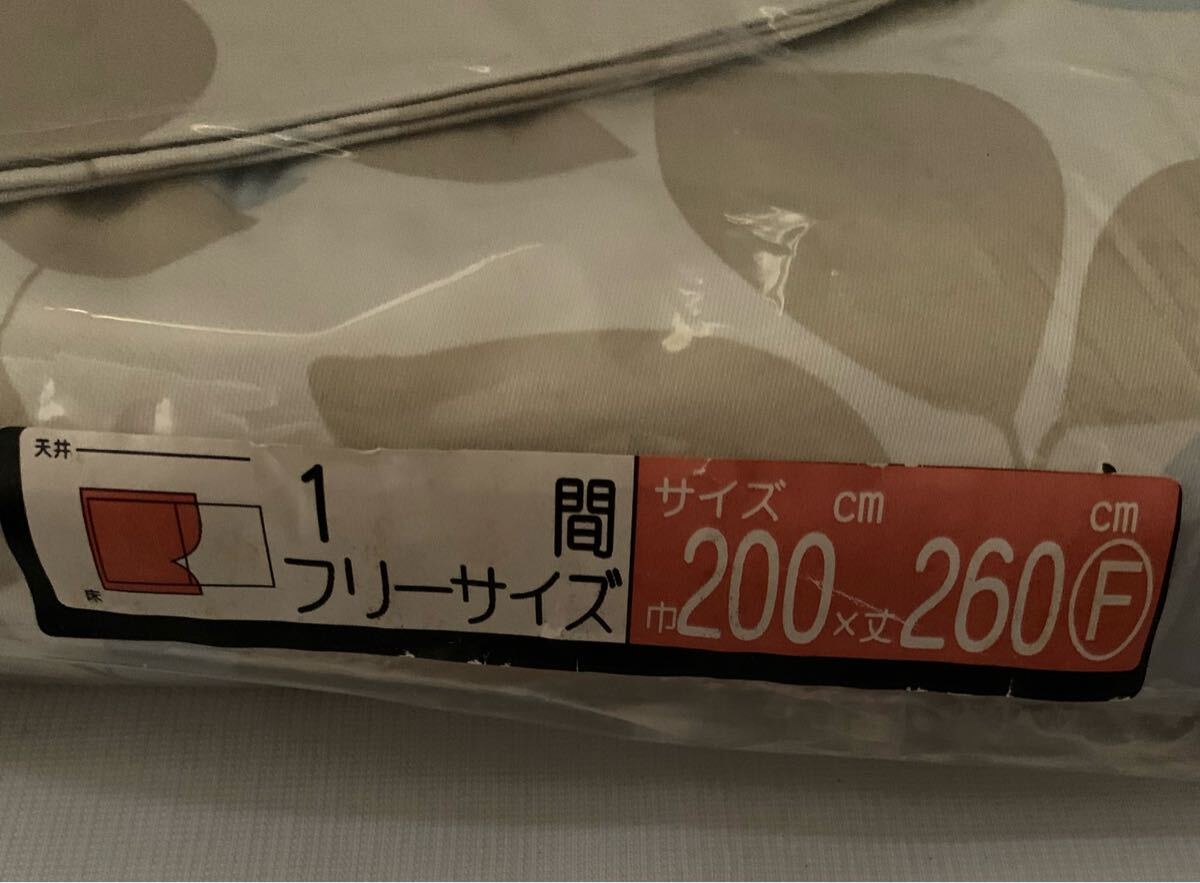 天井
床
1 間
フリーサイズ
サイズ cm cm
巾200×丈260Ⓕ